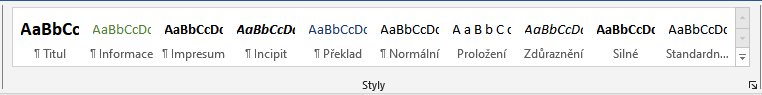 AaBbCc AaBbCcDc AaBbCcDc AaBbCcDc AaBbCcDc AaBbCcDc A a B b C c AaBbCcDc AaBbCcDc AaBbCcDc
¶ Titul ¶ Informace ¶ Impresum ¶ Incipit ¶ Překlad ¶ Normální Proložení Zdůraznění Silné Standardn...
Styly